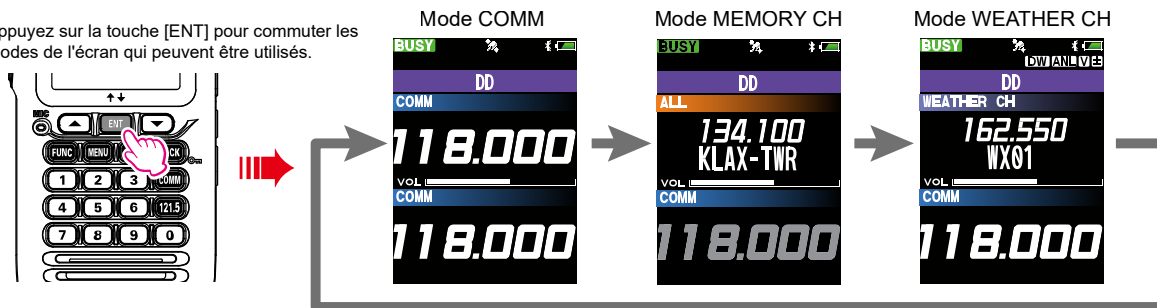 ppuyez sur la touche [ENT] pour commuter les
odes de l'écran qui peuvent être utilisés.
MIC
ENT
FUNC MENU CK
1 2 3 COMM
4 5 6 121.5
7 8 9 0
Mode COMM
BUSY
DD
COMM
118.000
VOL
COMM
118.000
Mode MEMORY CH
BUSY
DD
ALL
134.100
KLAX-TWR
VOL
COMM
118.000
Mode WEATHER CH
BUSY
DW ANL V±
DD
WEATHER CH
162.550
WX01
VOL
COMM
118.000